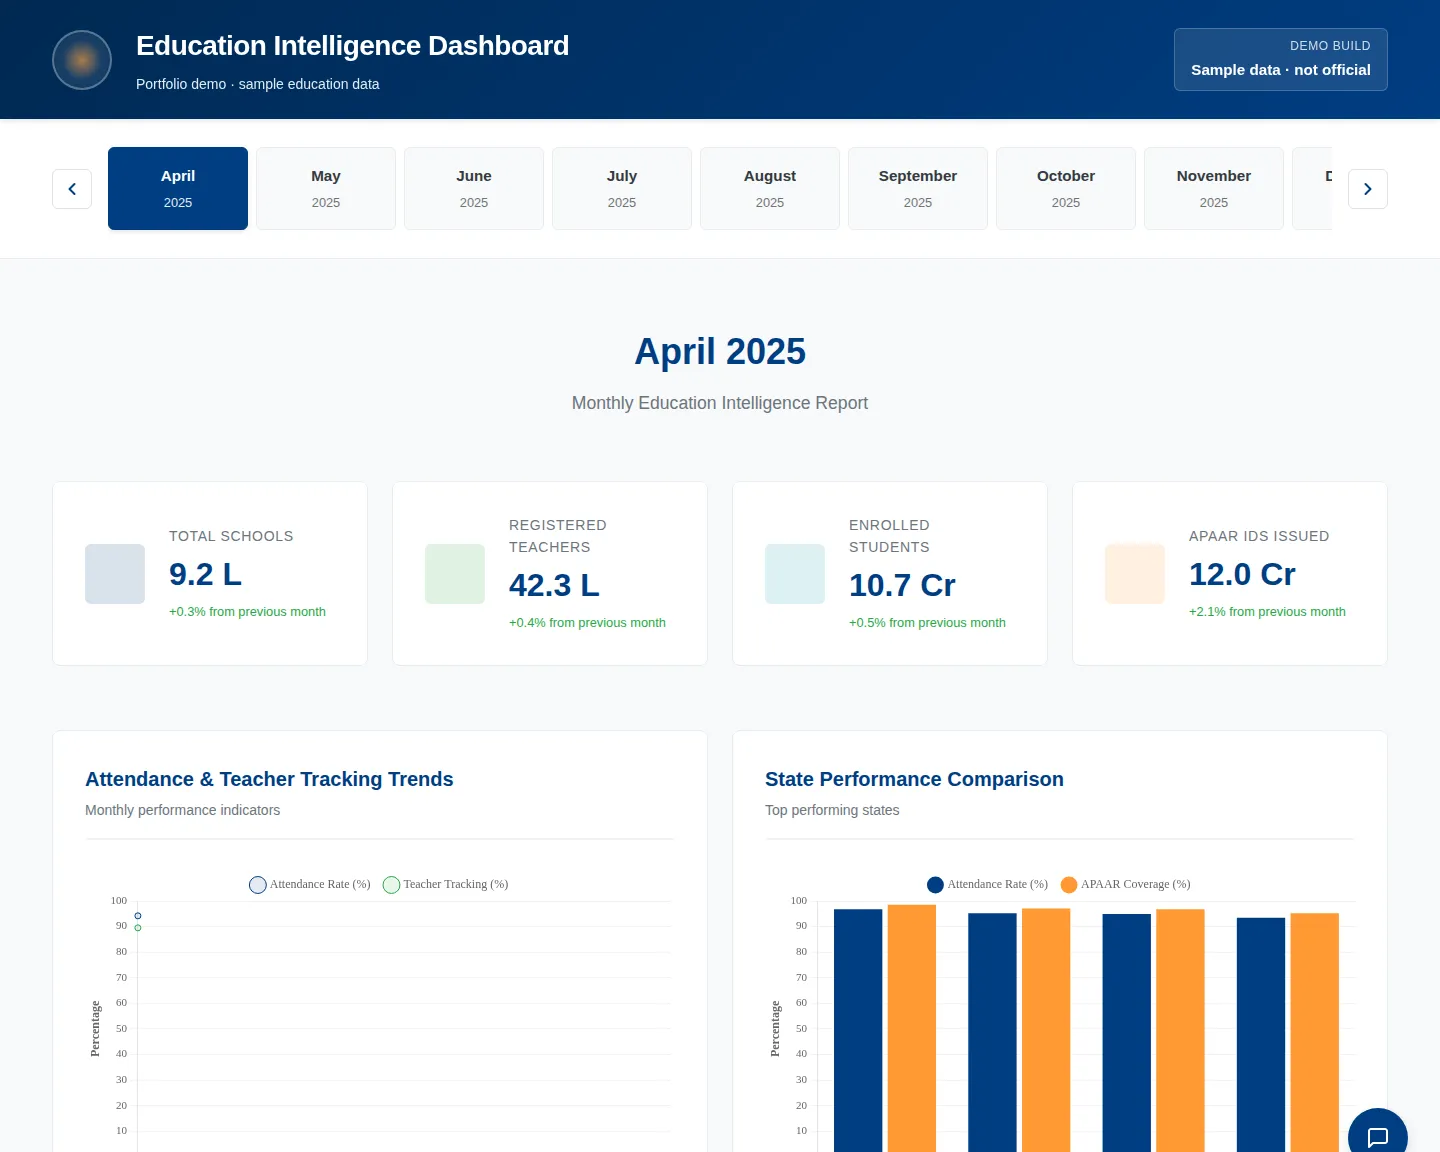 Education Intelligence Dashboard
Portfolio demo · sample education data
DEMO BUILD
Sample data · not official
April
2025
May
2025
June
2025
July
2025
August
2025
September
2025
October
2025
November
2025
D
April 2025
Monthly Education Intelligence Report
TOTAL SCHOOLS
9.2 L
+0.3% from previous month
REGISTERED
TEACHERS
42.3 L
+0.4% from previous month
ENROLLED
STUDENTS
10.7 Cr
+0.5% from previous month
APAAR IDS ISSUED
12.0 Cr
+2.1% from previous month
Attendance & Teacher Tracking Trends
Monthly performance indicators
Attendance Rate (%)
Teacher Tracking (%)
100
90
80
70
60
50
40
30
20
10
Percentage
State Performance Comparison
Top performing states
Attendance Rate (%)
APAAR Coverage (%)
100
90
80
70
60
50
40
30
20
10
Percentage